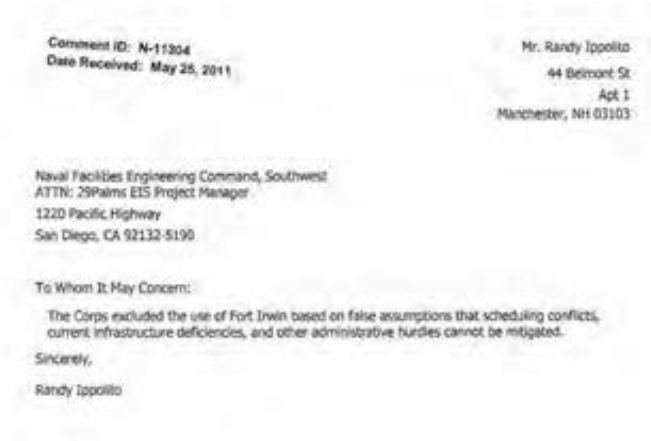 Comment ID: N-11304
Date Received: May 25, 2011
Mr. Randy Ippolito
44 Belmont St
Apt 1
Manchester, NH 03103
Naval Facilities Engineering Command, Southwest
ATTN: 29Palms EIS Project Manager
1220 Pacific Highway
San Diego, CA 92132-5190
To Whom It May Concern:
The Corps excluded the use of Fort Irwin based on false assumptions that scheduling conflicts,
current infrastructure deficiencies, and other administrative hurdles cannot be mitigated.
Sincerely,
Randy Ippolito